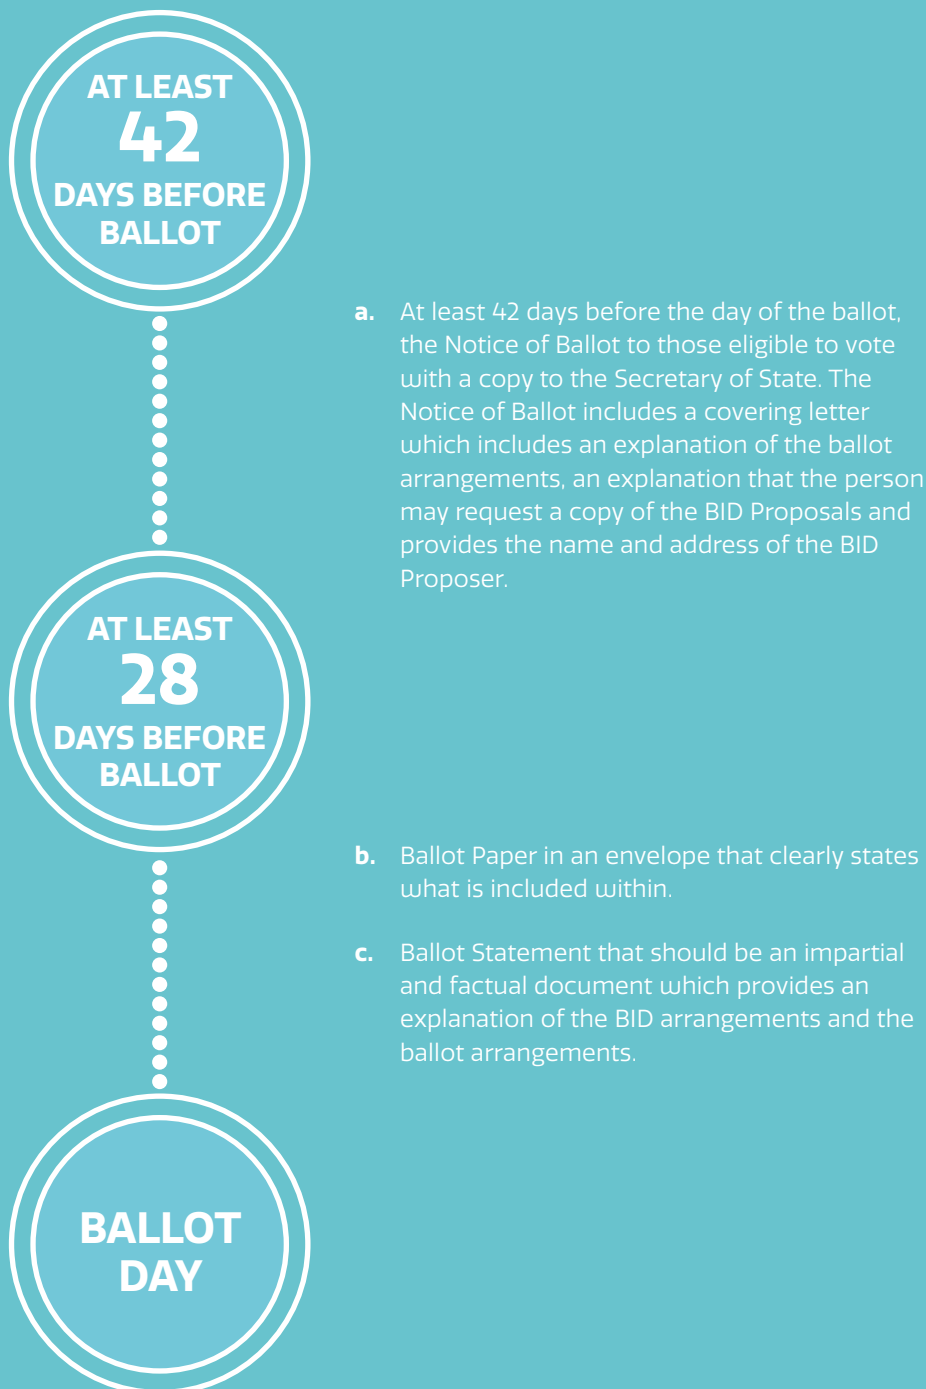 AT LEAST
42
DAYS BEFORE
BALLOT
a. At least 42 days before the day of the ballot,
the Notice of Ballot to those eligible to vote
with a copy to the Secretary of State. The
Notice of Ballot includes a covering letter
which includes an explanation of the ballot
arrangements, an explanation that the person
may request a copy of the BID Proposals and
provides the name and address of the BID
Proposer.
AT LEAST
28
DAYS BEFORE
BALLOT
b. Ballot Paper in an envelope that clearly states
what is included within.
c. Ballot Statement that should be an impartial
and factual document which provides an
explanation of the BID arrangements and the
ballot arrangements.
BALLOT
DAY